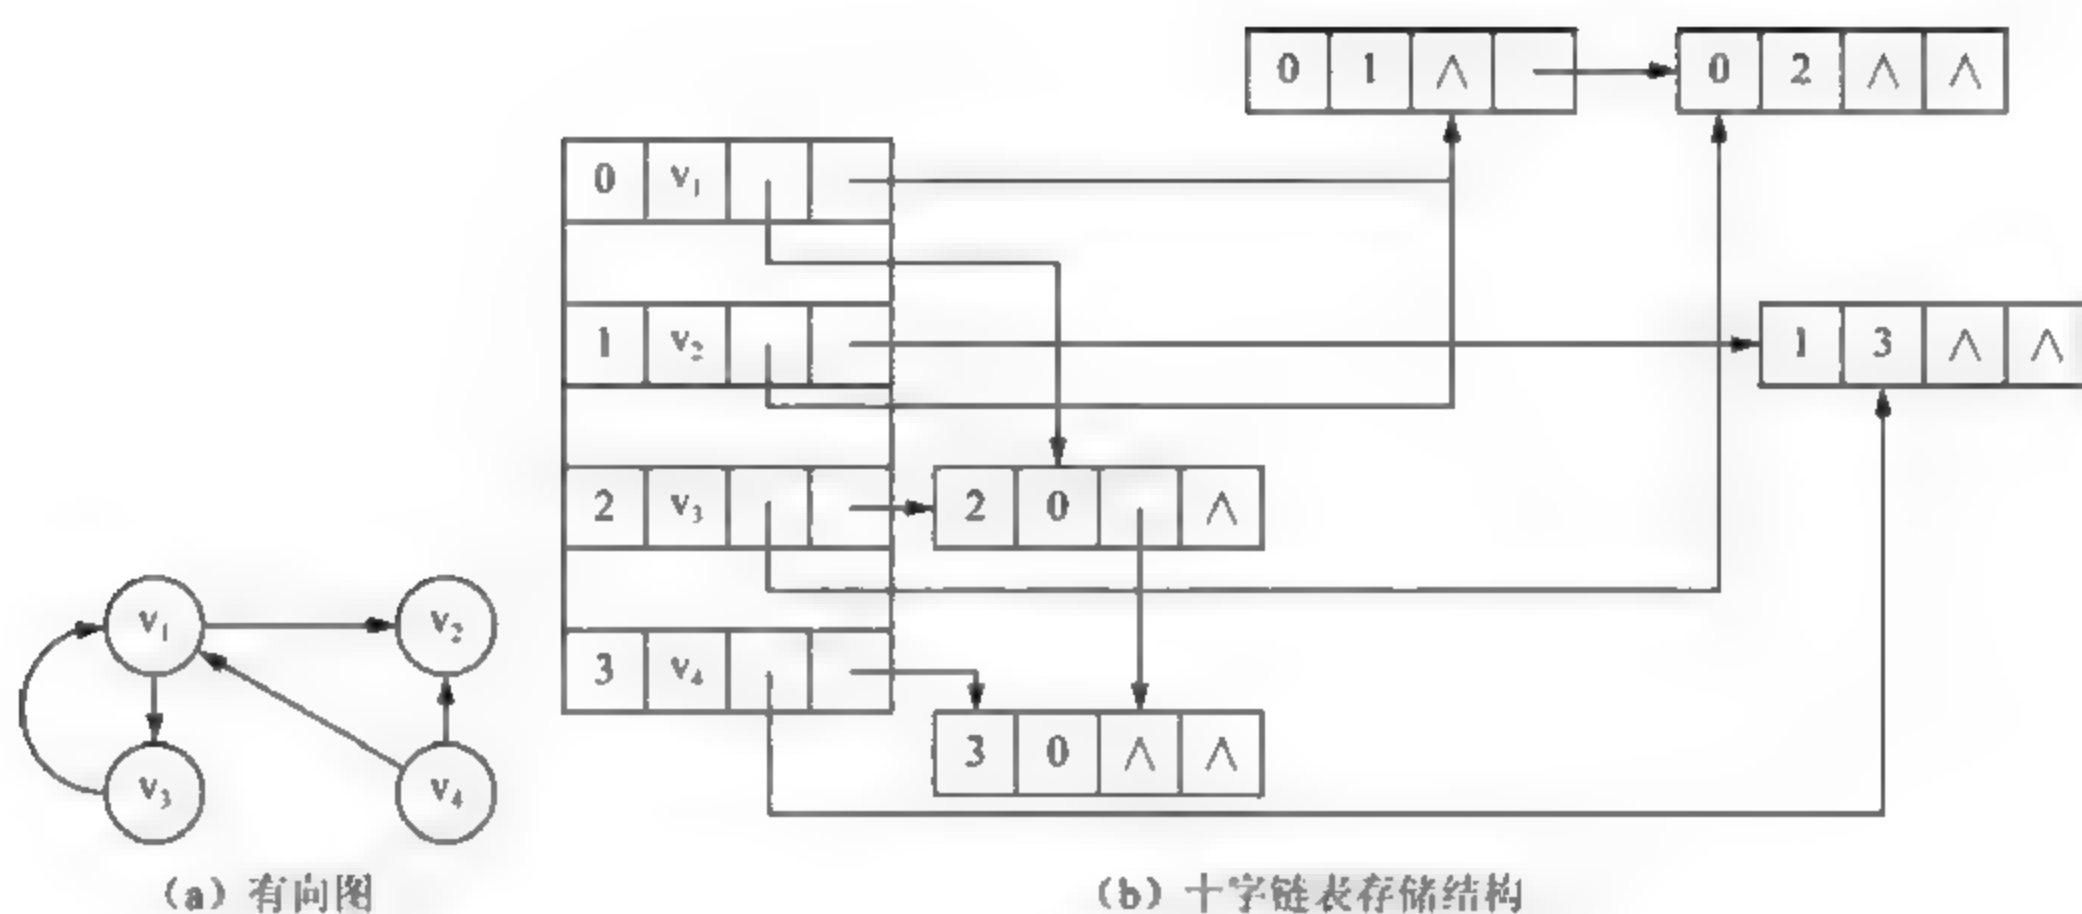 0 1 ∧
0 2 ∧ ∧
0 v₁
1 v₂
1 3 ∧ ∧
2 v₃
2 0 ∧
3 v₄
3 0 ∧ ∧
v₁
v₂
v₃
v₄
(a) 有向图
(b) 十字链表存储结构